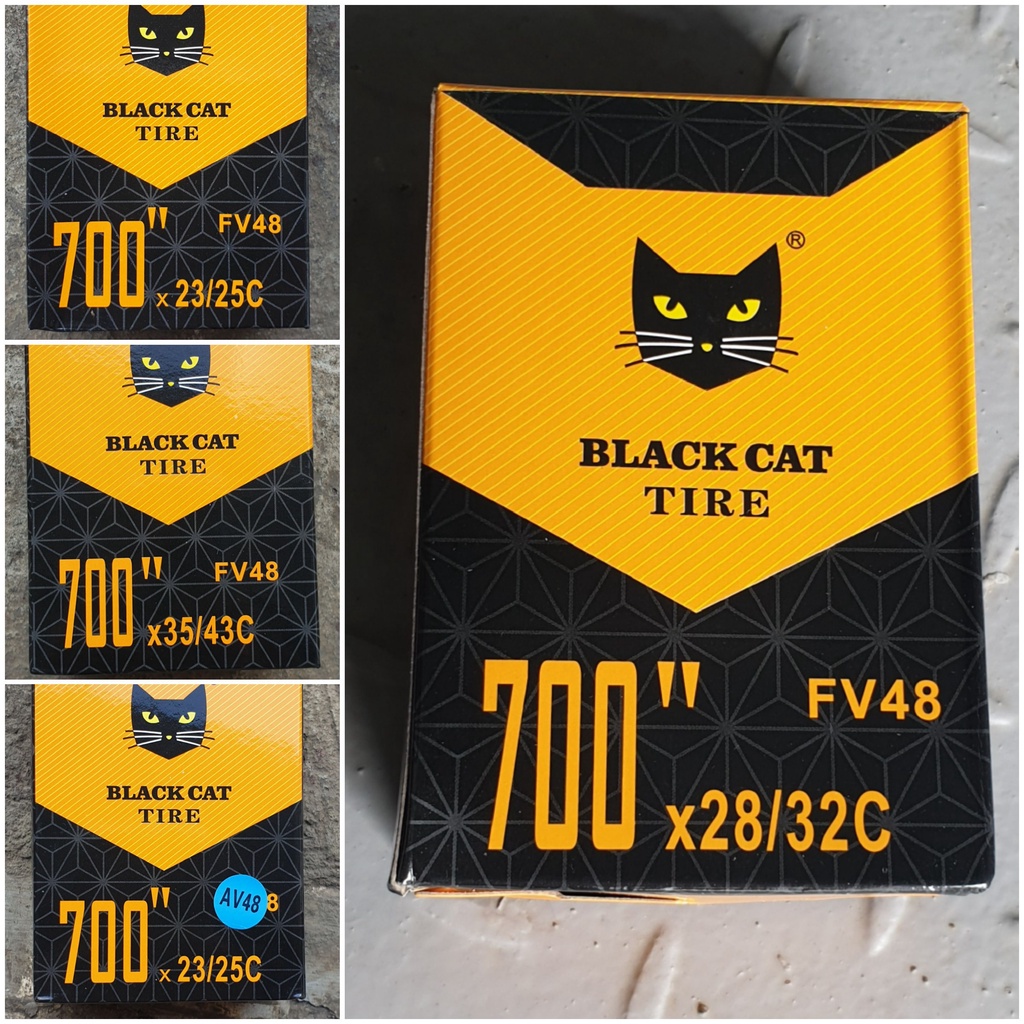 BLACK CAT
TIRE
700" FV48
x 23/25C
BLACK CAT
TIRE
700" FV48
x35/43C
BLACK CAT
TIRE
700" AV48 8
x 23/25C
®
BLACK CAT
TIRE
700" FV48
x28/32C